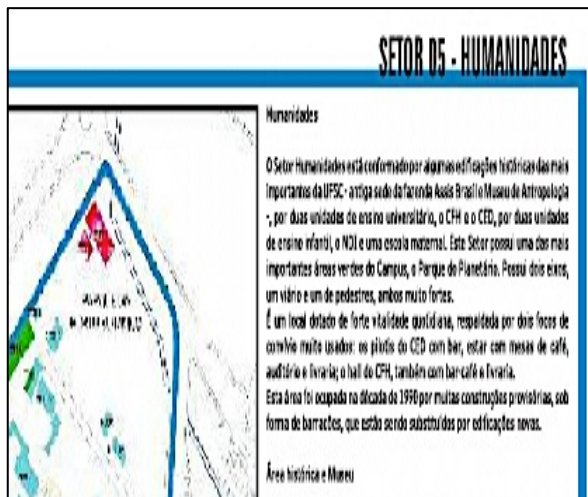 SETOR 05 - HUMANIDADES
Humanidades
O Setor Humanidades está conformado por algumas edificações históricas das mais
importantes da UFSC - antiga sede da fazenda Assis Brasil e Museu de Antropologia
-, por duas unidades de ensino universitário, o CFH e o CED, por duas unidades
de ensino infantil, o NDI e uma escola maternal. Este Setor possui uma das mais
importantes áreas verdes do Campus, o Parque do Planetário. Possui dois eixos,
um viário e um de pedestres, ambos muito fortes.
É um local dotado de forte vitalidade quotidiana, respaldada por dois focos de
convívio muito usados: os pilotis do CED com bar, estar com mesas de café,
auditório e livraria; o hall do CFH, também com bar-café e livraria.
Esta área foi ocupada na década de 1990 por muitas construções provisórias, sob
forma de barracões, que estão sendo substituídos por edificações novas.
Área histórica e Museu